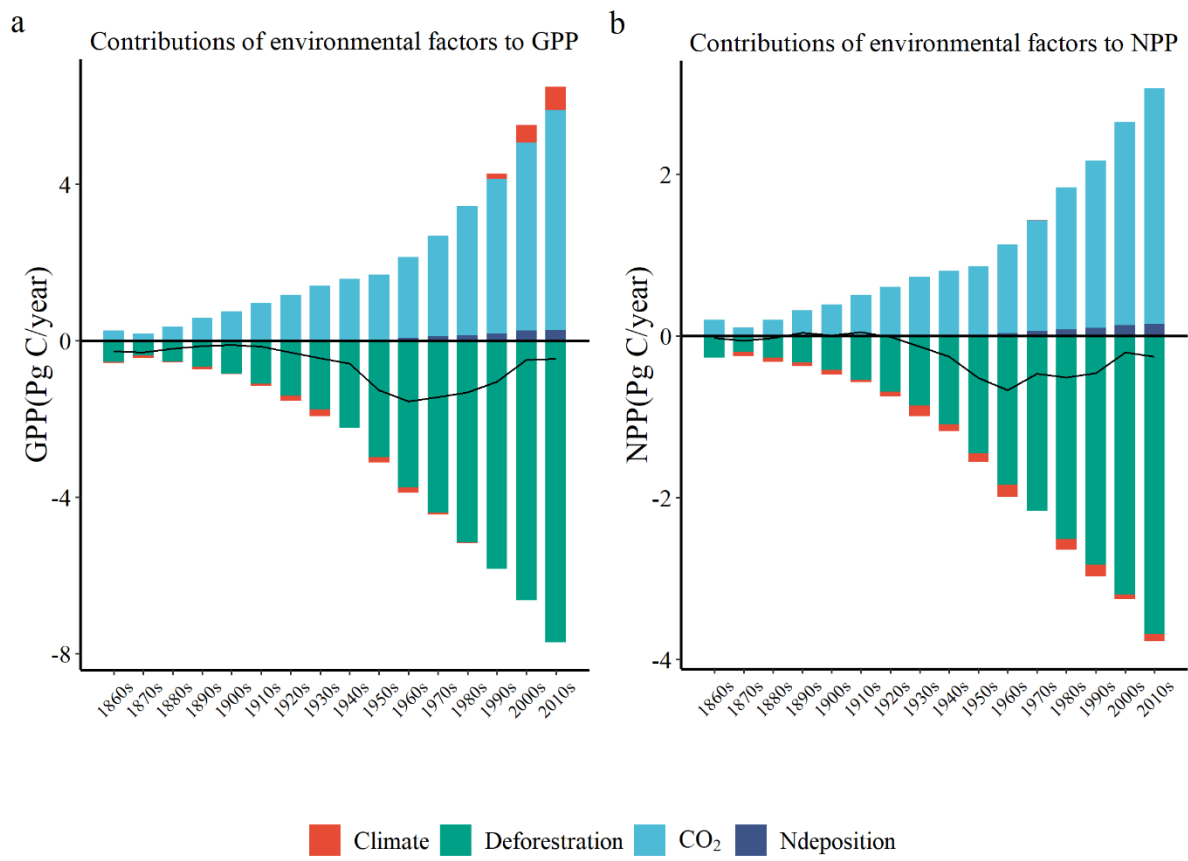 a
Contributions of environmental factors to GPP
GPP(Pg C/year)
4
0
-4
-8
1860s
1870s
1880s
1890s
1900s
1910s
1920s
1930s
1940s
1950s
1960s
1970s
1980s
1990s
2000s
2010s
b
Contributions of environmental factors to NPP
NPP(Pg C/year)
2
0
-2
-4
1860s
1870s
1880s
1890s
1900s
1910s
1920s
1930s
1940s
1950s
1960s
1970s
1980s
1990s
2000s
2010s
Climate Deforestration CO₂ Ndeposition